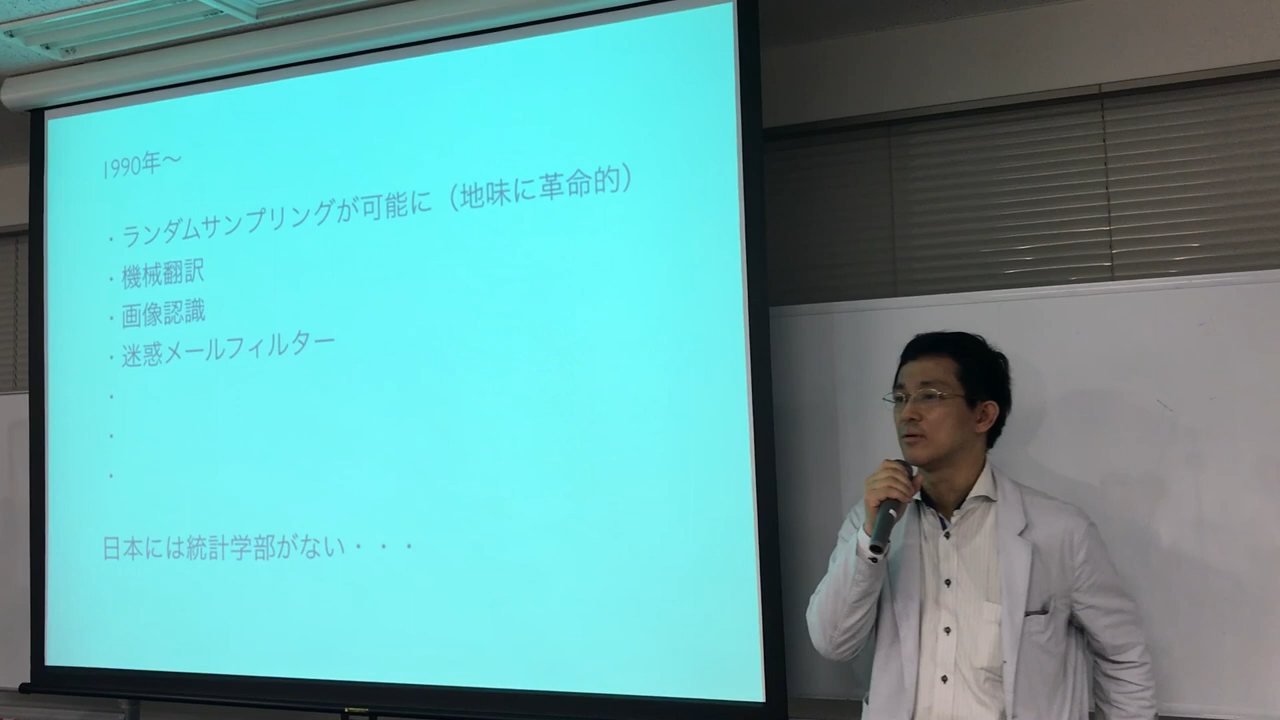 1990年〜
・ランダムサンプリングが可能に（地味に革命的）
・機械翻訳
・画像認識
・迷惑メールフィルター
・
・
・
日本には統計学部がない・・・